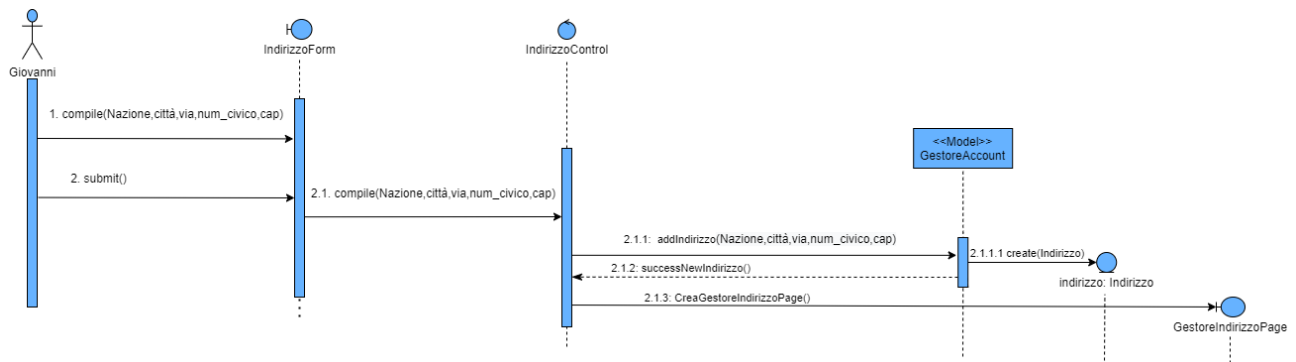 Giovanni
IndirizzoForm
IndirizzoControl
1. compile(Nazione,città,via,num_civico,cap)
<<Model>>
GestoreAccount
2. submit()
2.1. compile(Nazione,città,via,num_civico,cap)
2.1.1: addIndirizzo(Nazione,città,via,num_civico,cap)
2.1.1.1 create(Indirizzo)
2.1.2: successNewIndirizzo()
indirizzo: Indirizzo
2.1.3: CreaGestoreIndirizzoPage()
GestoreIndirizzoPage